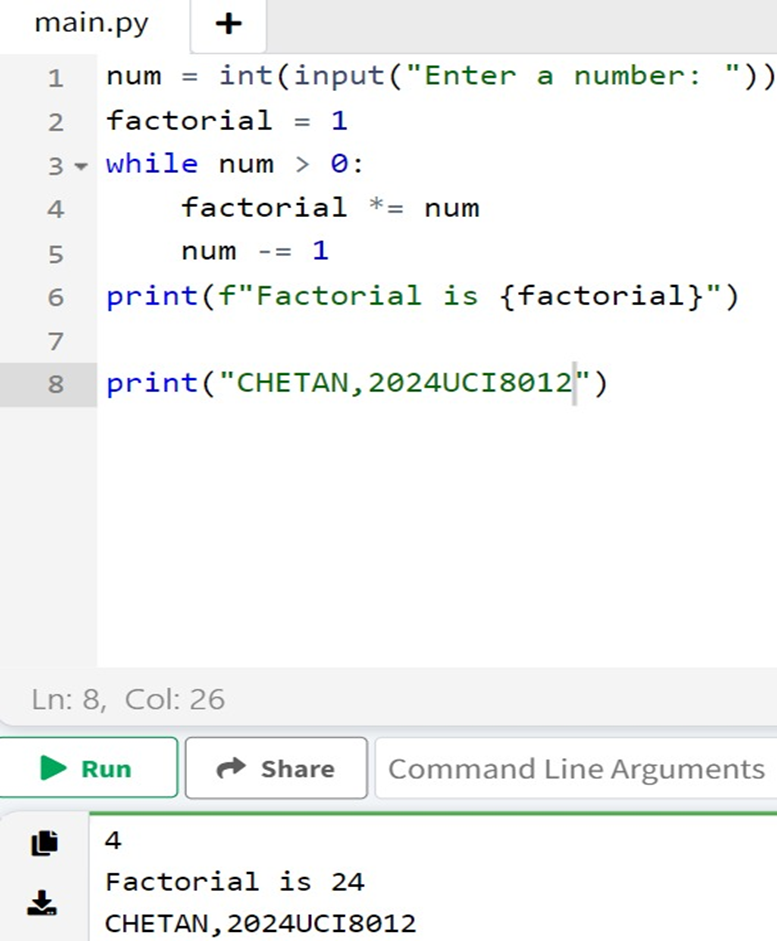 main.py +
1 num = int(input("Enter a number: "))
2 factorial = 1
3 while num > 0:
4     factorial *= num
5     num -= 1
6 print(f"Factorial is {factorial}")
7
8 print("CHETAN,2024UCI8012")
Ln: 8, Col: 26
Run Share Command Line Arguments
4
Factorial is 24
CHETAN,2024UCI8012